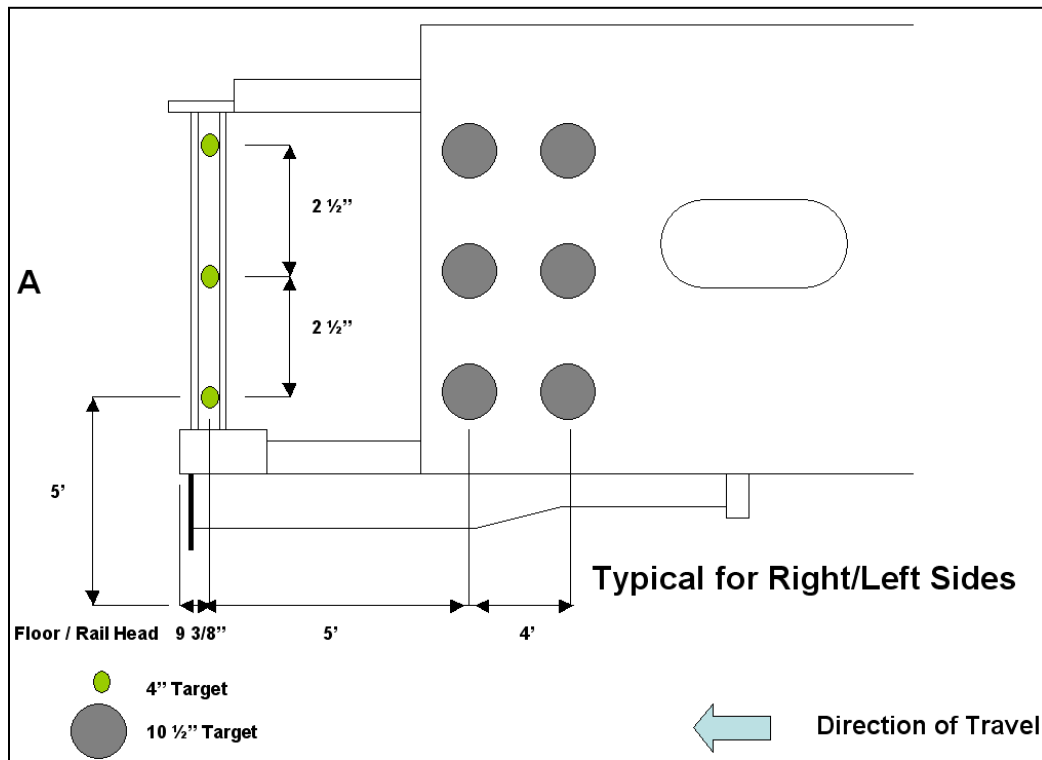 2 ½”
A
2 ½”
5’
Typical for Right/Left Sides
Floor / Rail Head 9 3/8” 5’ 4’
4” Target
10 ½” Target
Direction of Travel